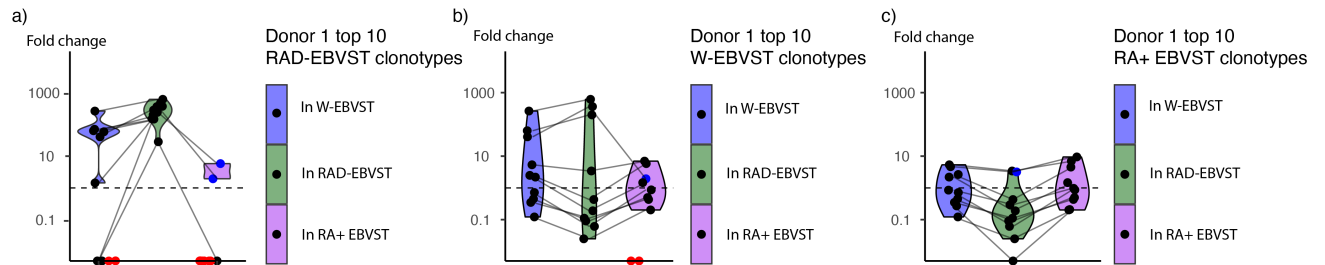 a)
Fold change
1000
10
0.1
Donor 1 top 10
RAD-EBVST clonotypes
In W-EBVST
In RAD-EBVST
In RA+ EBVST
b)
Fold change
1000
10
0.1
Donor 1 top 10
W-EBVST clonotypes
In W-EBVST
In RAD-EBVST
In RA+ EBVST
c)
Fold change
1000
10
0.1
Donor 1 top 10
RA+ EBVST clonotypes
In W-EBVST
In RAD-EBVST
In RA+ EBVST